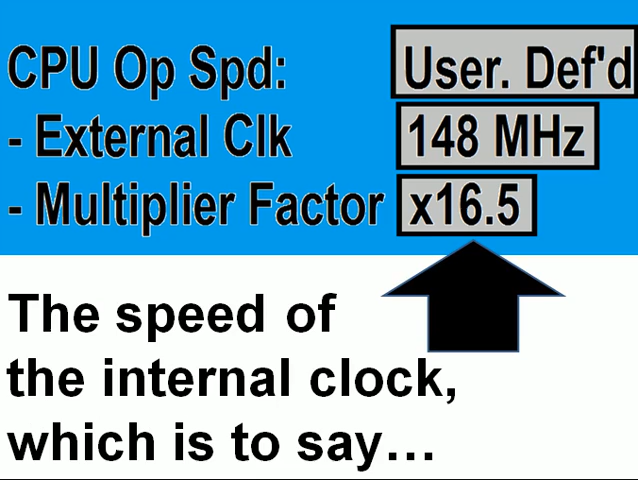 CPU Op Spd: User. Def'd
- External Clk 148 MHz
- Multiplier Factor x16.5
The speed of
the internal clock,
which is to say...